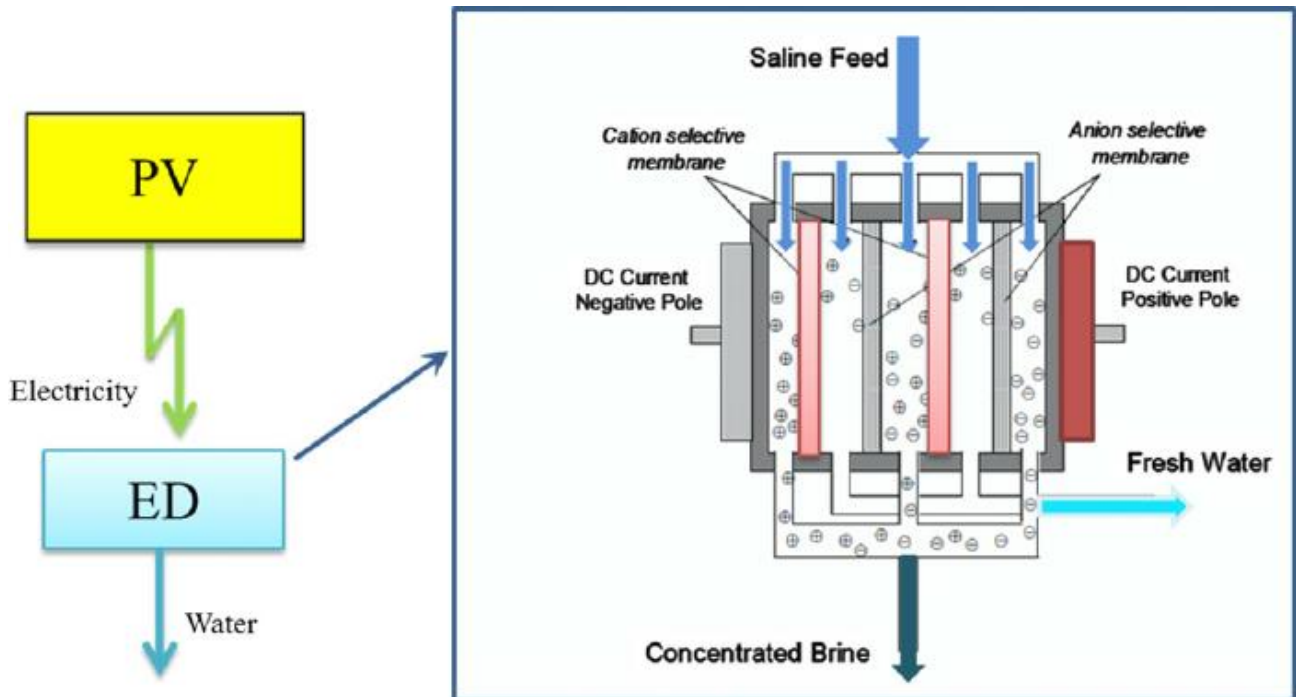 PV
Electricity
ED
Water
Saline Feed
Cation selective
membrane
Anion selective
membrane
DC Current
Negative Pole
DC Current
Positive Pole
Fresh Water
Concentrated Brine